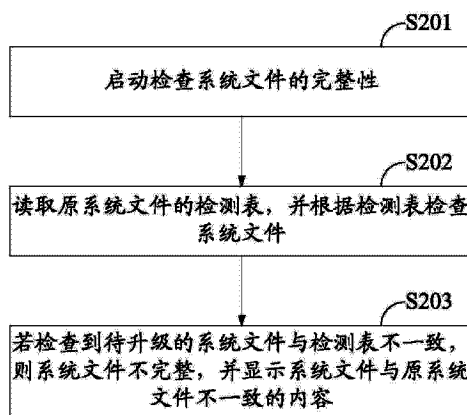 S201
启动检查系统文件的完整性
S202
读取原系统文件的检测表，并根据检测表检查
系统文件
S203
若检查到待升级的系统文件与检测表不一致，
则系统文件不完整，并显示系统文件与原系统
文件不一致的内容